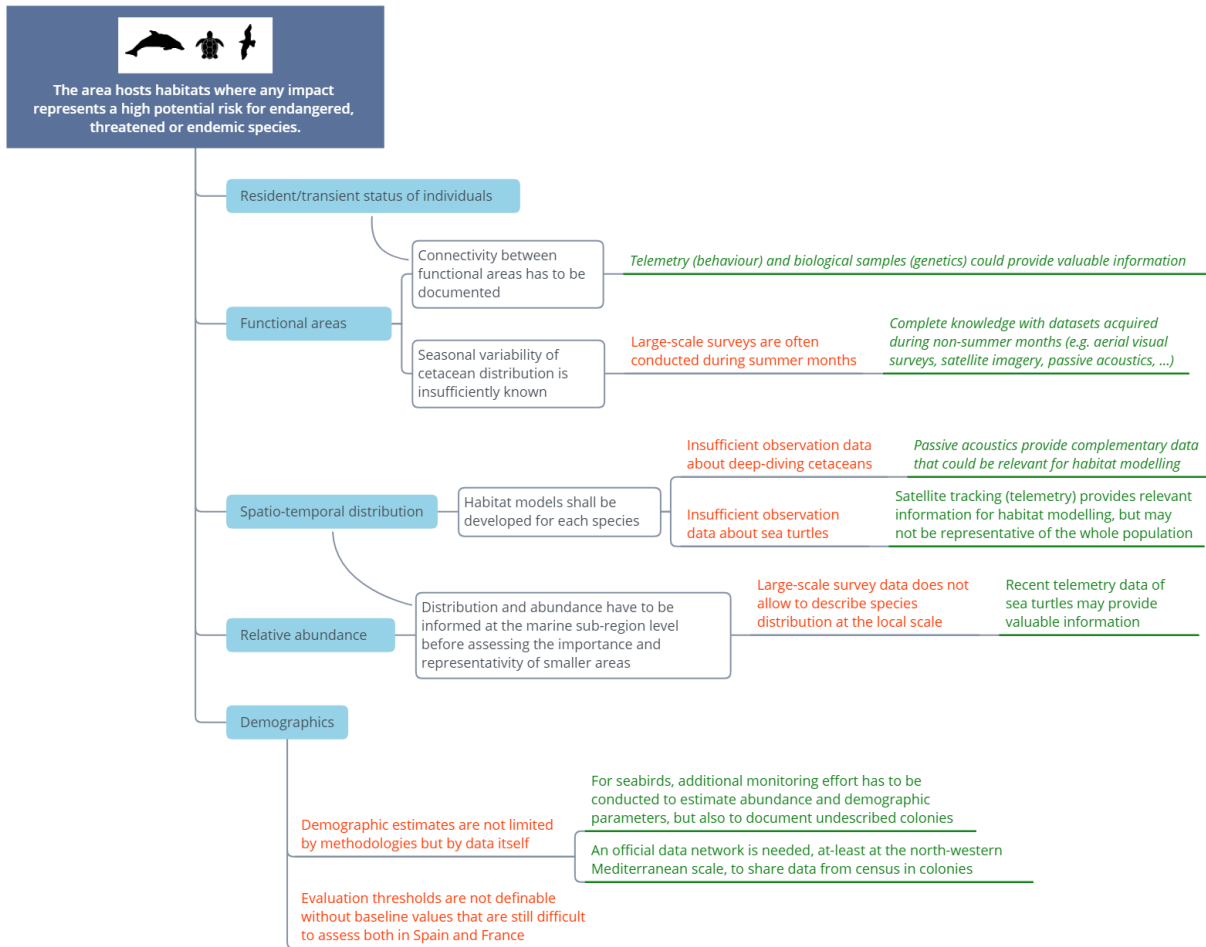 The area hosts habitats where any impact
represents a high potential risk for endangered,
threatened or endemic species.
Resident/transient status of individuals
Connectivity between
functional areas has to be
documented
Telemetry (behaviour) and biological samples (genetics) could provide valuable information
Functional areas
Seasonal variability of
cetacean distribution is
insufficiently known
Large-scale surveys are often
conducted during summer months
Complete knowledge with datasets acquired
during non-summer months (e.g. aerial visual
surveys, satellite imagery, passive acoustics, ...)
Spatio-temporal distribution
Habitat models shall be
developed for each species
Insufficient observation data
about deep-diving cetaceans
Passive acoustics provide complementary data
that could be relevant for habitat modelling
Insufficient observation
data about sea turtles
Satellite tracking (telemetry) provides relevant
information for habitat modelling, but may
not be representative of the whole population
Relative abundance
Distribution and abundance have to be
informed at the marine sub-region level
before assessing the importance and
representativity of smaller areas
Large-scale survey data does not
allow to describe species
distribution at the local scale
Recent telemetry data of
sea turtles may provide
valuable information
Demographics
Demographic estimates are not limited
by methodologies but by data itself
For seabirds, additional monitoring effort has to be
conducted to estimate abundance and demographic
parameters, but also to document undescribed colonies
An official data network is needed, at-least at the north-western
Mediterranean scale, to share data from census in colonies
Evaluation thresholds are not definable
without baseline values that are still difficult
to assess both in Spain and France